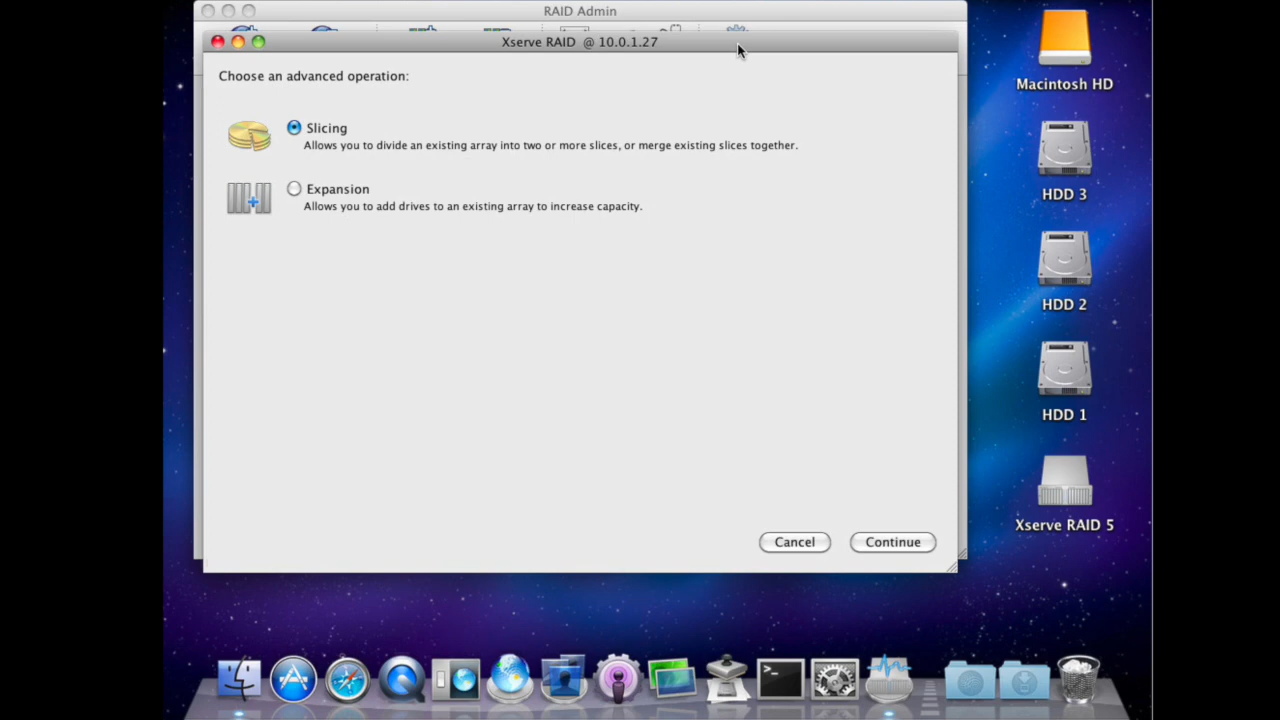 RAID Admin
Xserve RAID @ 10.0.1.27
Choose an advanced operation:
Slicing
Allows you to divide an existing array into two or more slices, or merge existing slices together.
Expansion
Allows you to add drives to an existing array to increase capacity.
Cancel
Continue
Macintosh HD
HDD 3
HDD 2
HDD 1
Xserve RAID 5